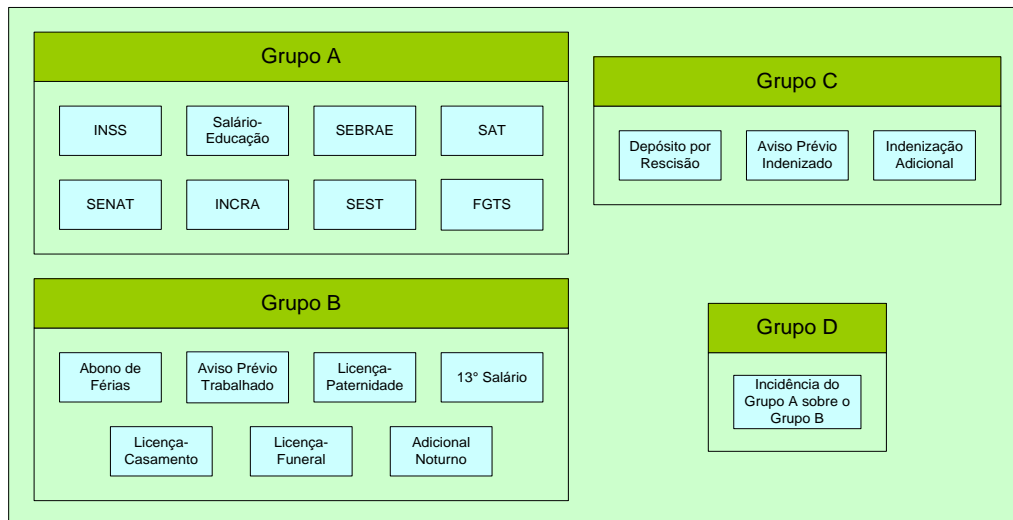 Grupo A
INSS
Salário-
Educação
SEBRAE
SAT
SENAT
INCRA
SEST
FGTS
Grupo C
Depósito por
Rescisão
Aviso Prévio
Indenizado
Indenização
Adicional
Grupo B
Abono de
Férias
Aviso Prévio
Trabalhado
Licença-
Paternidade
13° Salário
Licença-
Casamento
Licença-
Funeral
Adicional
Noturno
Grupo D
Incidência do
Grupo A sobre o
Grupo B